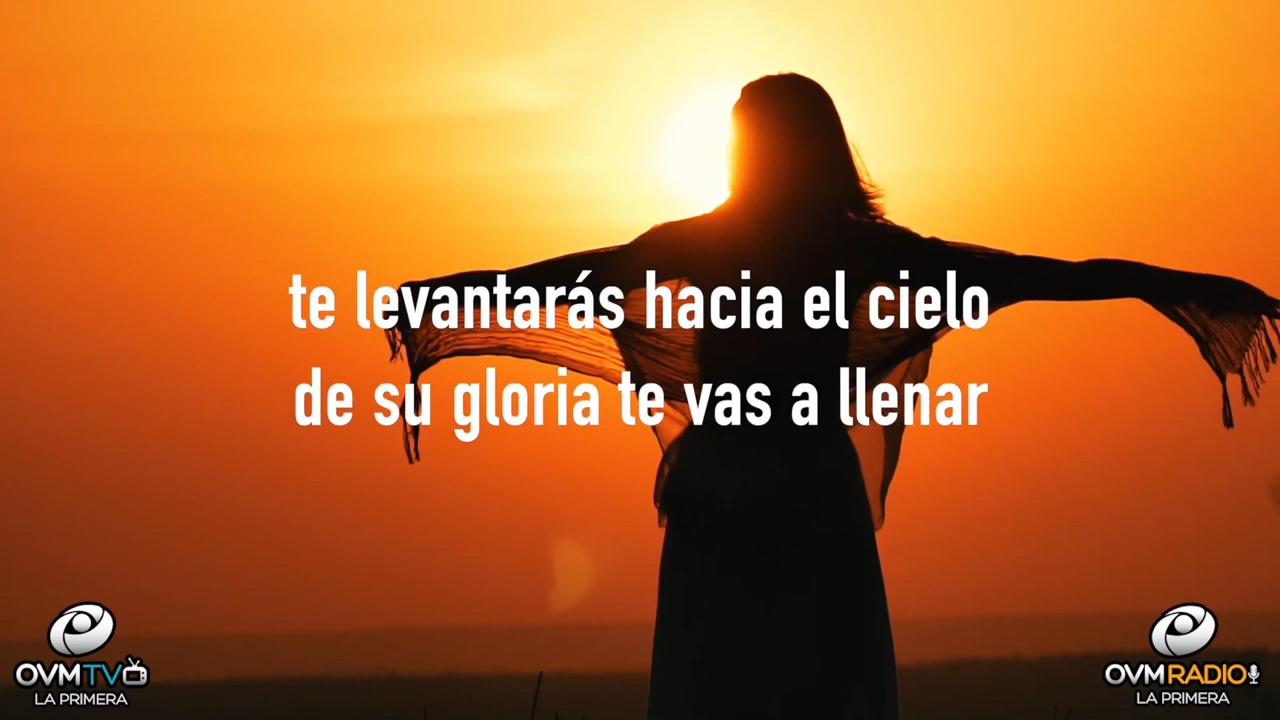 te levantarás hacia el cielo
de su gloria te vas a llenar
OVMTV
LA PRIMERA
OVMRADIO
LA PRIMERA